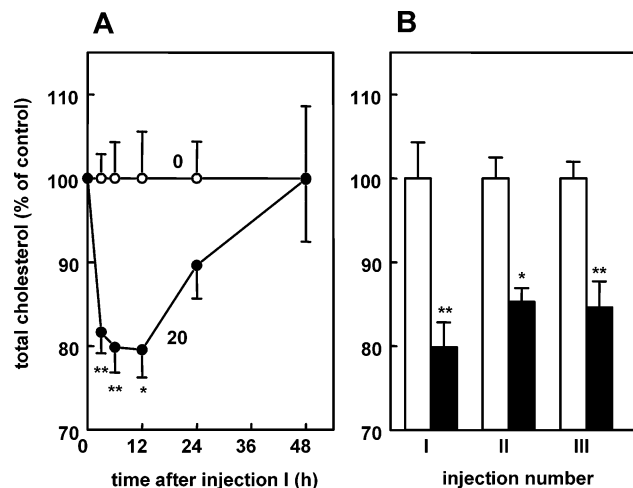 A
B
total cholesterol (% of control)
110
100
90
80
70
0
20
**
**
*
0 12 24 36 48
time after injection I (h)
110
100
90
80
70
**
*
**
I II III
injection number